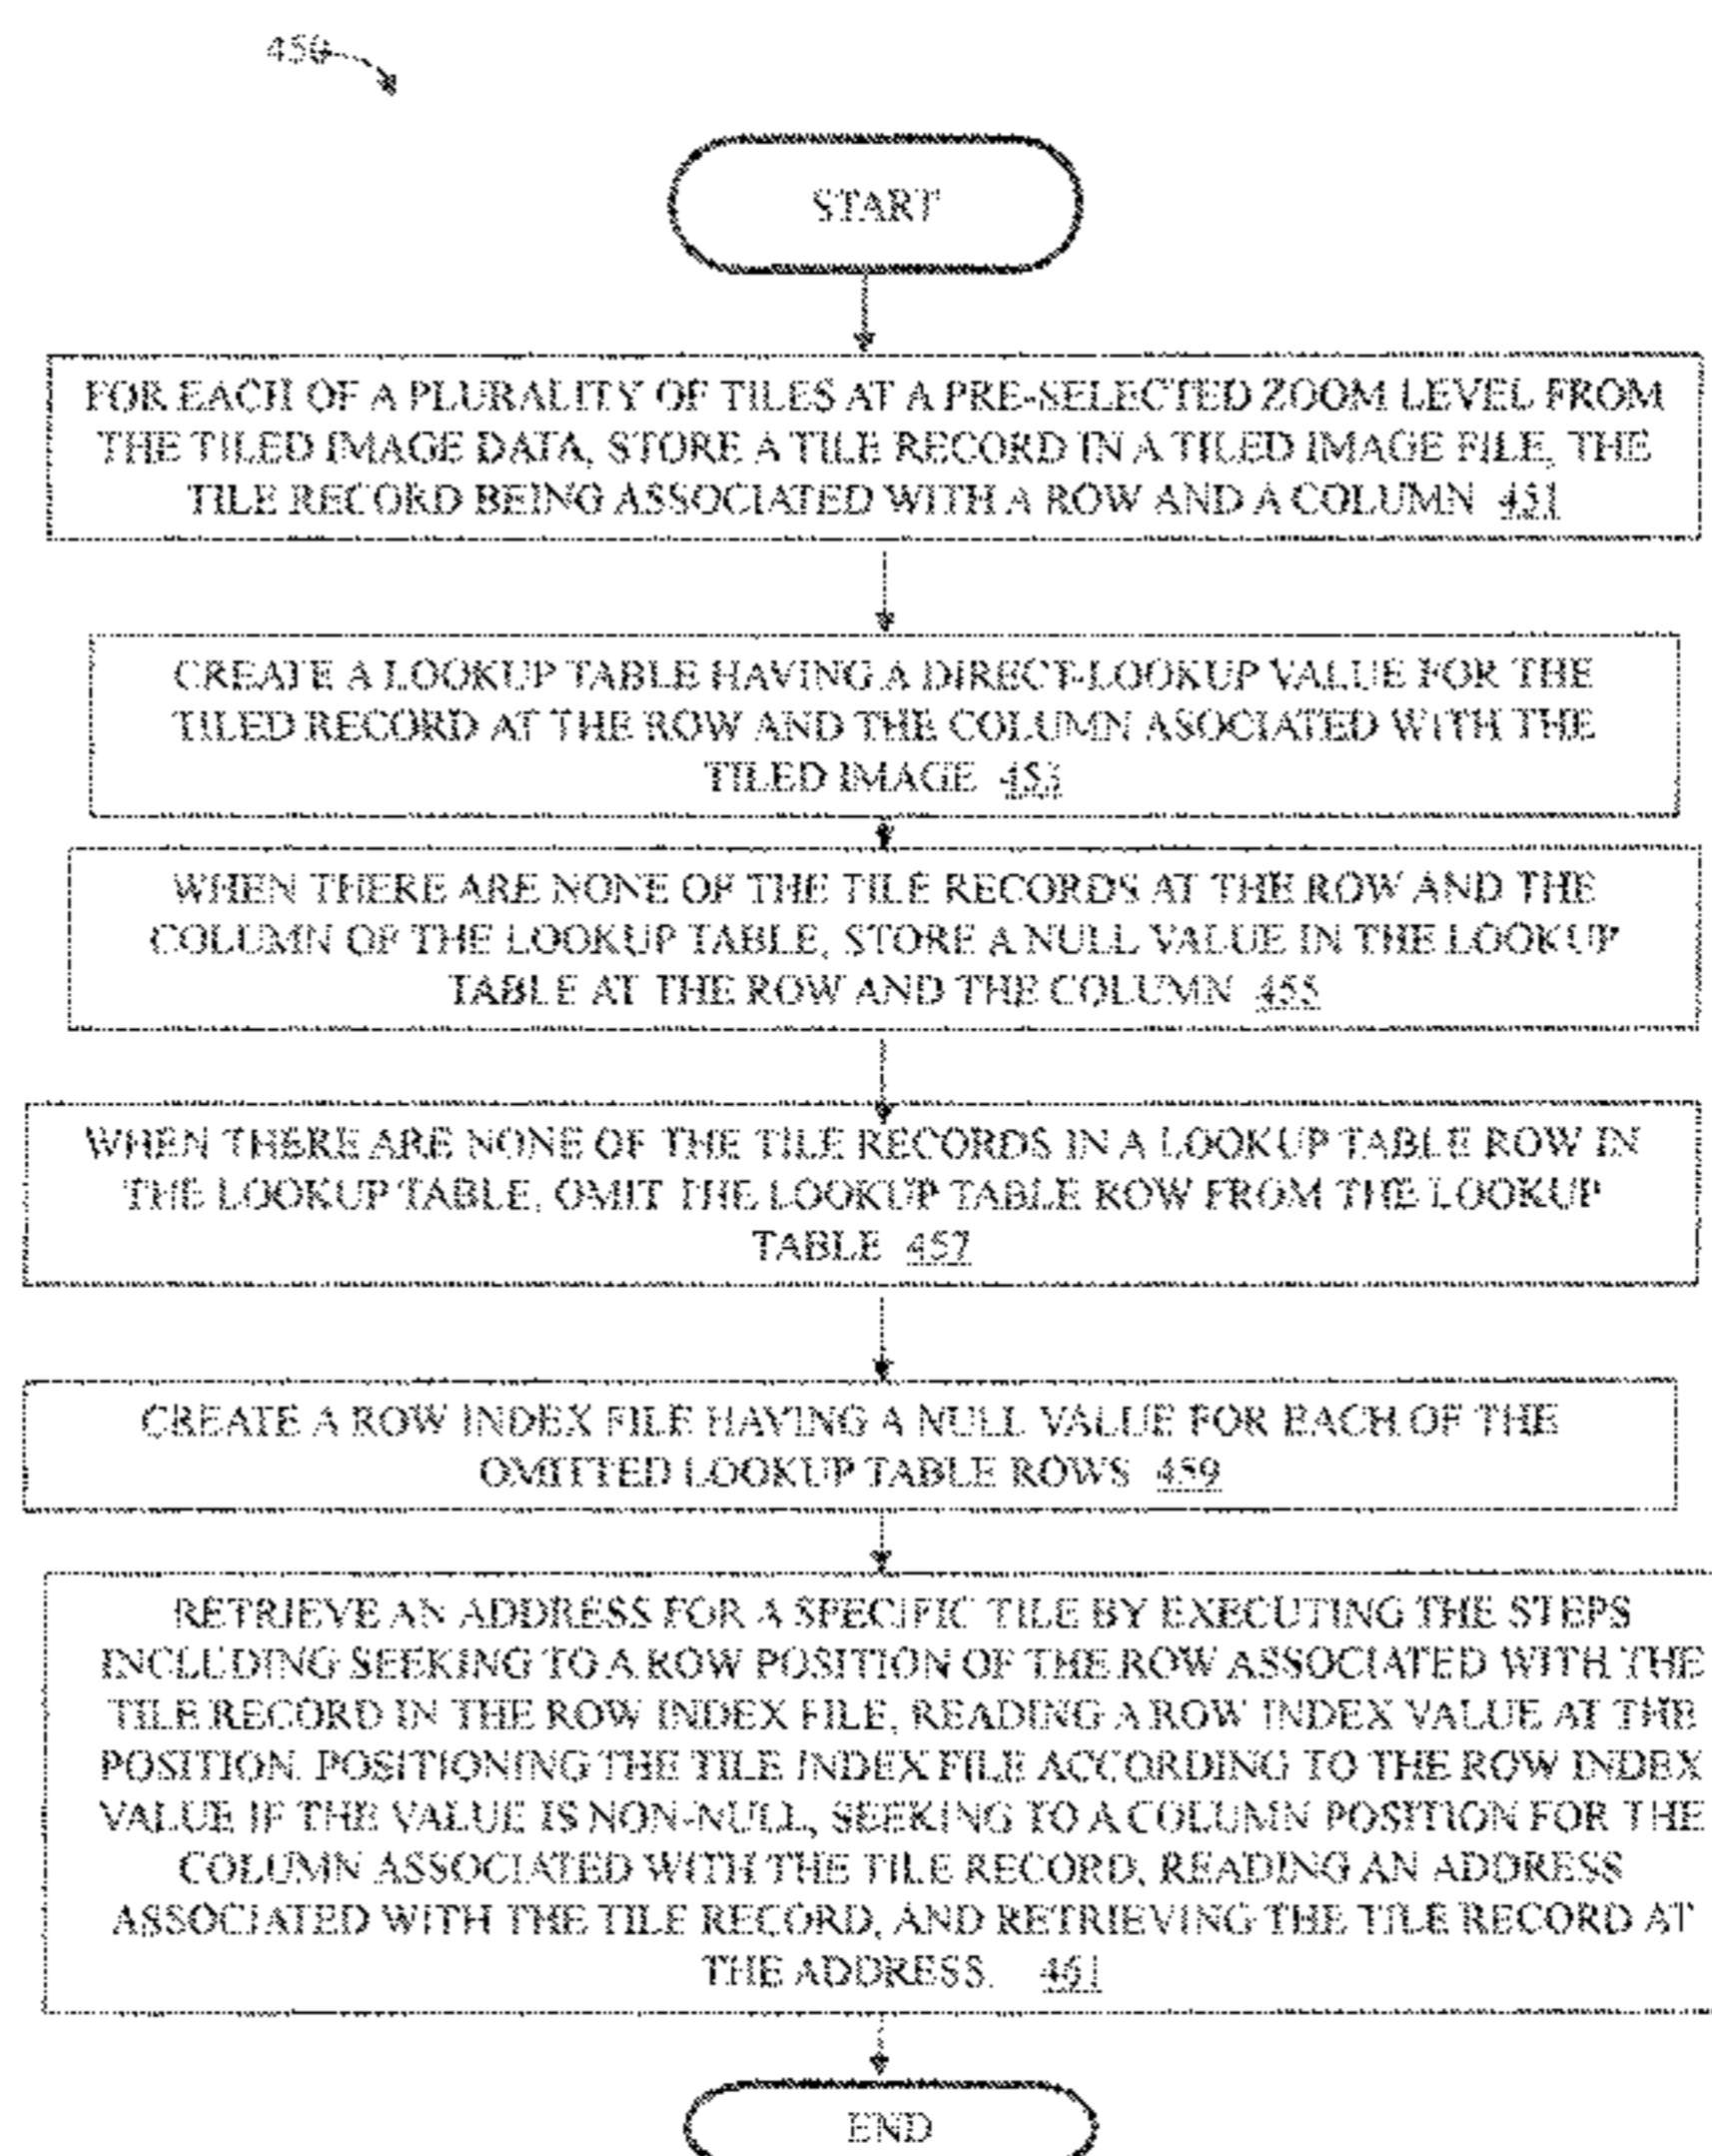 450
START
FOR EACH OF A PLURALITY OF TILES AT A PRE-SELECTED ZOOM LEVEL FROM
THE TILED IMAGE DATA, STORE A TILE RECORD IN A TILED IMAGE FILE, THE
TILE RECORD BEING ASSOCIATED WITH A ROW AND A COLUMN 451
CREATE A LOOKUP TABLE HAVING A DIRECT-LOOKUP VALUE FOR THE
TILED RECORD AT THE ROW AND THE COLUMN ASOCIATED WITH THE
TILED IMAGE 453
WHEN THERE ARE NONE OF THE TILE RECORDS AT THE ROW AND THE
COLUMN OF THE LOOKUP TABLE, STORE A NULL VALUE IN THE LOOKUP
TABLE AT THE ROW AND THE COLUMN 455
WHEN THERE ARE NONE OF THE TILE RECORDS IN A LOOKUP TABLE ROW IN
THE LOOKUP TABLE, OMIT THE LOOKUP TABLE ROW FROM THE LOOKUP
TABLE 457
CREATE A ROW INDEX FILE HAVING A NULL VALUE FOR EACH OF THE
OMITTED LOOKUP TABLE ROWS 459
RETRIEVE AN ADDRESS FOR A SPECIFIC TILE BY EXECUTING THE STEPS
INCLUDING SEEKING TO A ROW POSITION OF THE ROW ASSOCIATED WITH THE
TILE RECORD IN THE ROW INDEX FILE, READING A ROW INDEX VALUE AT THE
POSITION, POSITIONING THE TILE INDEX FILE ACCORDING TO THE ROW INDEX
VALUE IF THE VALUE IS NON-NULL, SEEKING TO A COLUMN POSITION FOR THE
COLUMN ASSOCIATED WITH THE TILE RECORD, READING AN ADDRESS
ASSOCIATED WITH THE TILE RECORD, AND RETRIEVING THE TILE RECORD AT
THE ADDRESS. 461
END